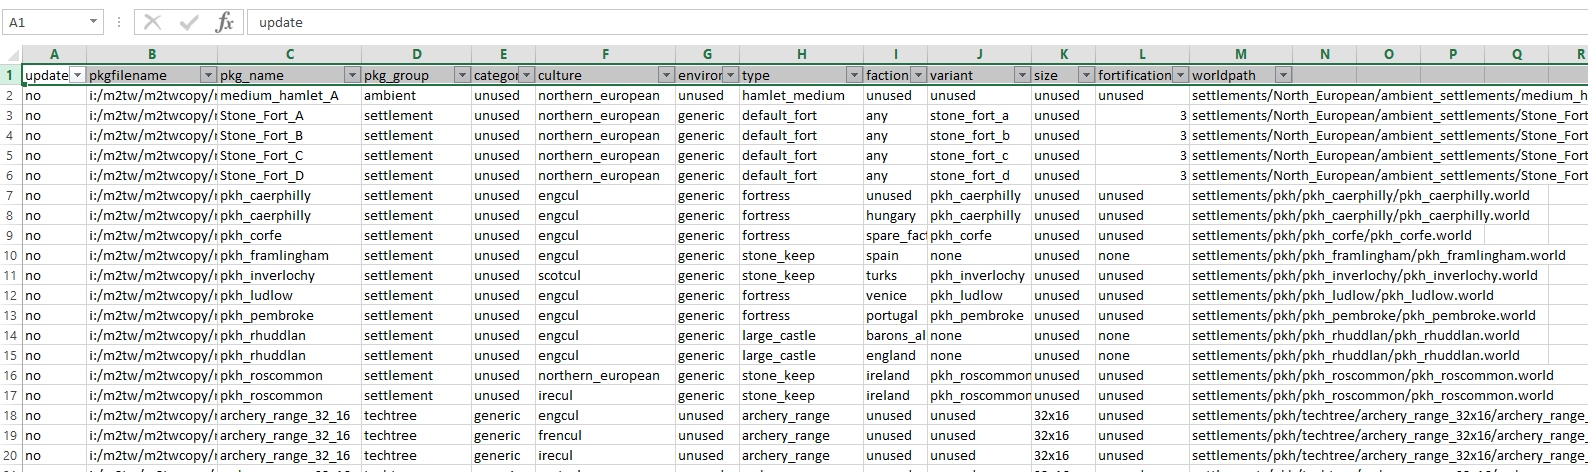 A1 fx update
A B C D E F G H I J K L M N O P Q R
1 update pkgfilename pkg_name pkg_group categor culture environ type faction variant size fortification worldpath
2 no i:/m2tw/m2twcopy/r medium_hamlet_A ambient unused northern_european unused hamlet_medium unused unused unused unused settlements/North_European/ambient_settlements/medium_h
3 no i:/m2tw/m2twcopy/r Stone_Fort_A settlement unused northern_european generic default_fort any stone_fort_a unused 3 settlements/North_European/ambient_settlements/Stone_Fort
4 no i:/m2tw/m2twcopy/r Stone_Fort_B settlement unused northern_european generic default_fort any stone_fort_b unused 3 settlements/North_European/ambient_settlements/Stone_Fort
5 no i:/m2tw/m2twcopy/r Stone_Fort_C settlement unused northern_european generic default_fort any stone_fort_c unused 3 settlements/North_European/ambient_settlements/Stone_Fort
6 no i:/m2tw/m2twcopy/r Stone_Fort_D settlement unused northern_european generic default_fort any stone_fort_d unused 3 settlements/North_European/ambient_settlements/Stone_Fort
7 no i:/m2tw/m2twcopy/r pkh_caerphilly settlement unused engcul generic fortress unused pkh_caerphilly unused unused settlements/pkh/pkh_caerphilly/pkh_caerphilly.world
8 no i:/m2tw/m2twcopy/r pkh_caerphilly settlement unused engcul generic fortress hungary pkh_caerphilly unused unused settlements/pkh/pkh_caerphilly/pkh_caerphilly.world
9 no i:/m2tw/m2twcopy/r pkh_corfe settlement unused engcul generic fortress spare_fact pkh_corfe unused unused settlements/pkh/pkh_corfe/pkh_corfe.world
10 no i:/m2tw/m2twcopy/r pkh_framlingham settlement unused engcul generic stone_keep spain none unused none settlements/pkh/pkh_framlingham/pkh_framlingham.world
11 no i:/m2tw/m2twcopy/r pkh_inverlochy settlement unused scotcul generic stone_keep turks pkh_inverlochy unused unused settlements/pkh/pkh_inverlochy/pkh_inverlochy.world
12 no i:/m2tw/m2twcopy/r pkh_ludlow settlement unused engcul generic fortress venice pkh_ludlow unused unused settlements/pkh/pkh_ludlow/pkh_ludlow.world
13 no i:/m2tw/m2twcopy/r pkh_pembroke settlement unused engcul generic fortress portugal pkh_pembroke unused unused settlements/pkh/pkh_pembroke/pkh_pembroke.world
14 no i:/m2tw/m2twcopy/r pkh_rhuddlan settlement unused engcul generic large_castle barons_al none unused none settlements/pkh/pkh_rhuddlan/pkh_rhuddlan.world
15 no i:/m2tw/m2twcopy/r pkh_rhuddlan settlement unused engcul generic large_castle england none unused none settlements/pkh/pkh_rhuddlan/pkh_rhuddlan.world
16 no i:/m2tw/m2twcopy/r pkh_roscommon settlement unused northern_european generic stone_keep ireland pkh_roscommon unused unused settlements/pkh/pkh_roscommon/pkh_roscommon.world
17 no i:/m2tw/m2twcopy/r pkh_roscommon settlement unused irecul generic stone_keep ireland pkh_roscommon unused unused settlements/pkh/pkh_roscommon/pkh_roscommon.world
18 no i:/m2tw/m2twcopy/r archery_range_32_16 techtree generic engcul unused archery_range unused unused 32x16 unused settlements/pkh/techtree/archery_range_32x16/archery_range_
19 no i:/m2tw/m2twcopy/r archery_range_32_16 techtree generic frencul unused archery_range unused unused 32x16 unused settlements/pkh/techtree/archery_range_32x16/archery_range_
20 no i:/m2tw/m2twcopy/r archery_range_32_16 techtree generic irecul unused archery_range unused unused 32x16 unused settlements/pkh/techtree/archery_range_32x16/archery_range_